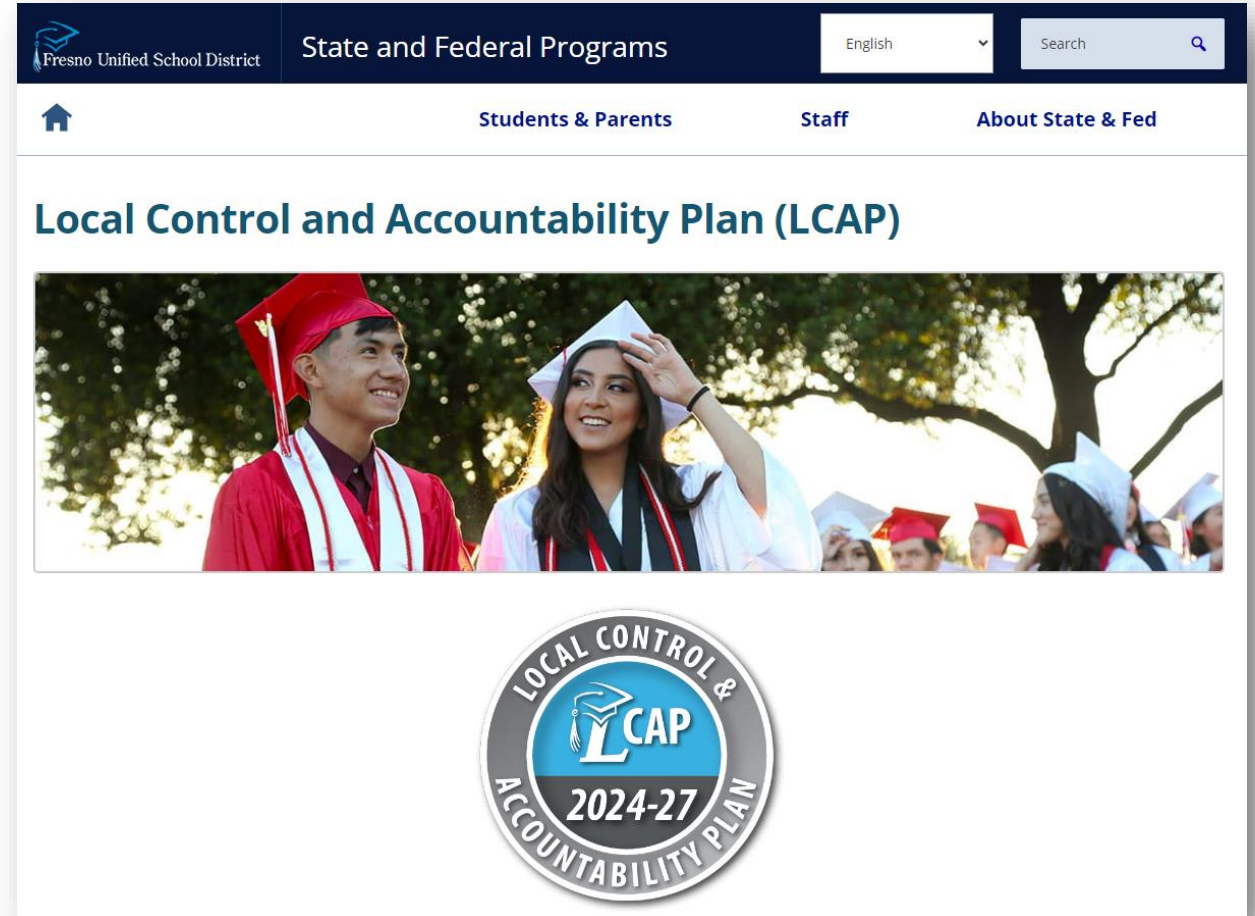 Fresno Unified School District
State and Federal Programs
English
Search
Students & Parents
Staff
About State & Fed
Local Control and Accountability Plan (LCAP)
LOCAL CONTROL &
LCAP
2024-27
ACCOUNTABILITY PLAN